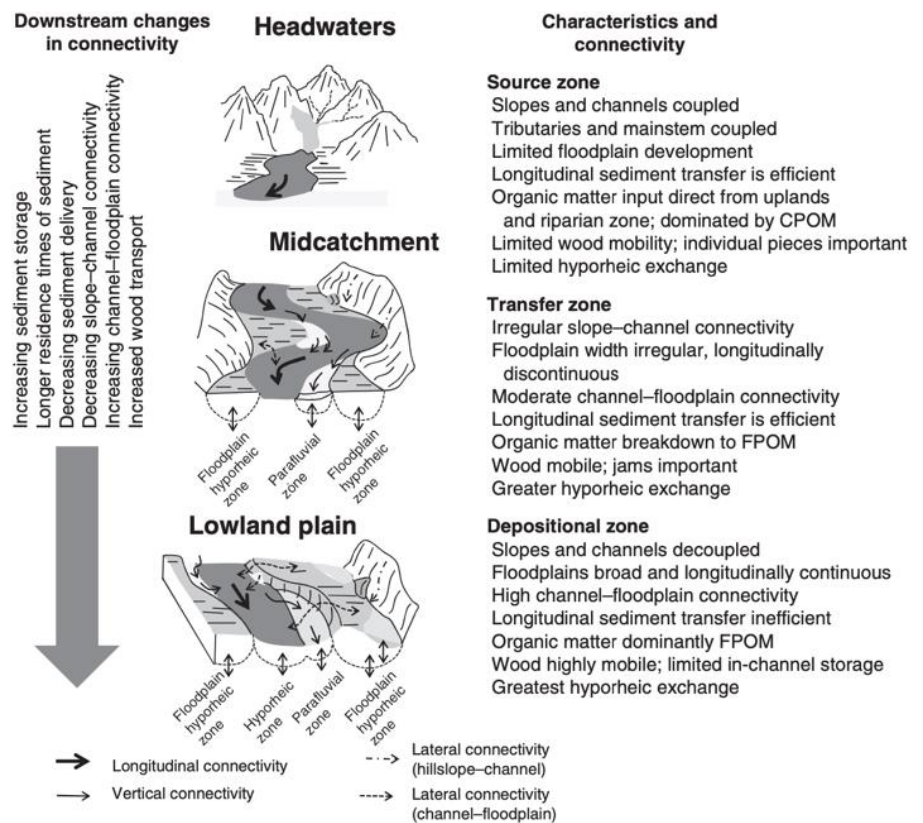 Downstream changes
in connectivity
Increasing sediment storage
Longer residence times of sediment
Decreasing sediment delivery
Decreasing slope–channel connectivity
Increasing channel–floodplain connectivity
Increased wood transport
Headwaters
Midcatchment
Floodplain
hyporheic
zone
Parafluvial
zone
Floodplain
hyporheic
zone
Lowland plain
Floodplain
hyporheic
zone
Hyporheic
zone
Parafluvial
zone
Floodplain
hyporheic
zone
Characteristics and
connectivity
Source zone
Slopes and channels coupled
Tributaries and mainstem coupled
Limited floodplain development
Longitudinal sediment transfer is efficient
Organic matter input direct from uplands
and riparian zone; dominated by CPOM
Limited wood mobility; individual pieces important
Limited hyporheic exchange
Transfer zone
Irregular slope–channel connectivity
Floodplain width irregular, longitudinally
discontinuous
Moderate channel–floodplain connectivity
Longitudinal sediment transfer is efficient
Organic matter breakdown to FPOM
Wood mobile; jams important
Greater hyporheic exchange
Depositional zone
Slopes and channels decoupled
Floodplains broad and longitudinally continuous
High channel–floodplain connectivity
Longitudinal sediment transfer inefficient
Organic matter dominantly FPOM
Wood highly mobile; limited in-channel storage
Greatest hyporheic exchange
Longitudinal connectivity
Vertical connectivity
Lateral connectivity
(hillslope–channel)
Lateral connectivity
(channel–floodplain)